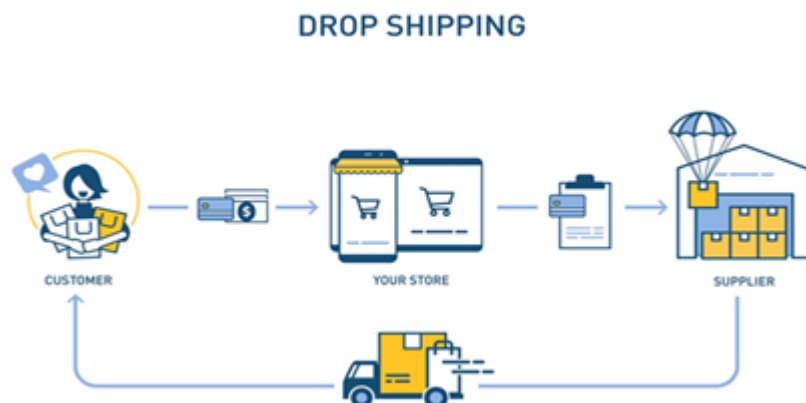 DROP SHIPPING
CUSTOMER
$
YOUR STORE
SUPPLIER